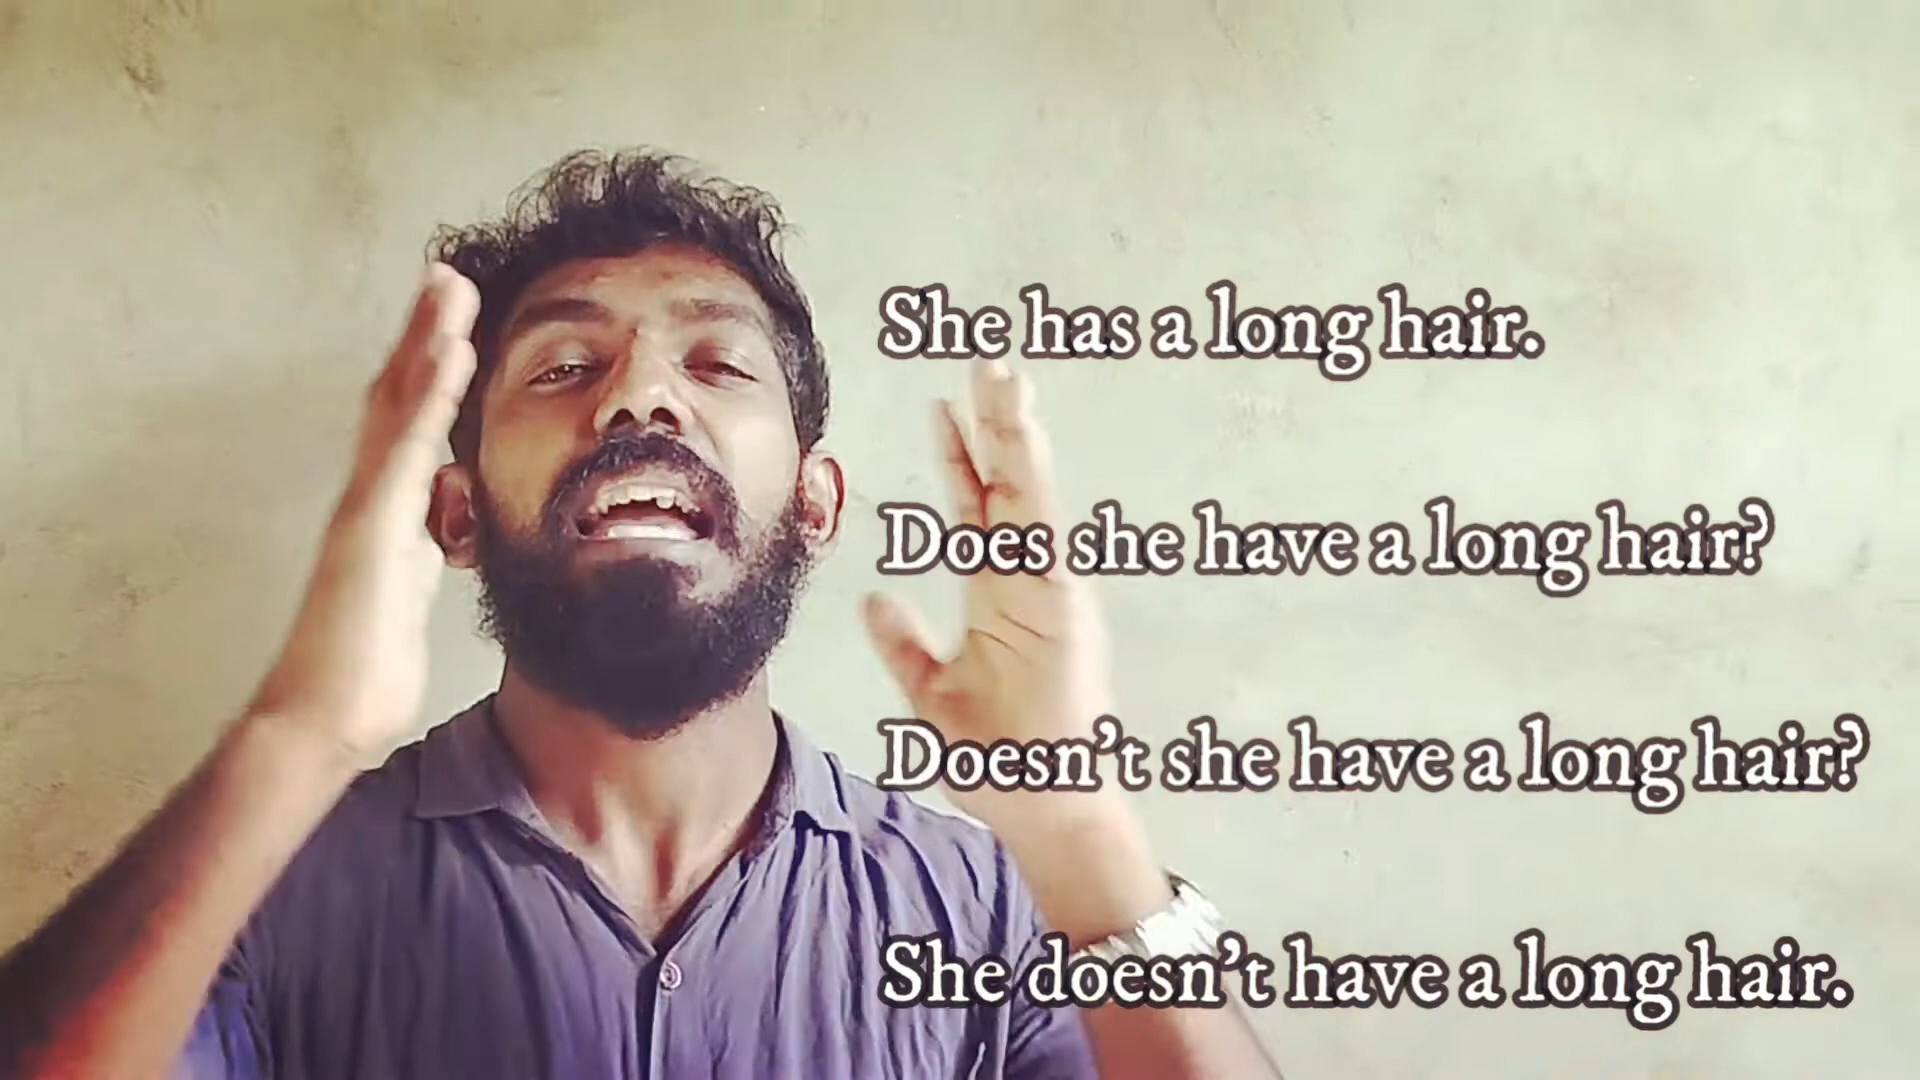 She has a long hair.
Does she have a long hair?
Doesn't she have a long hair?
She doesn't have a long hair.